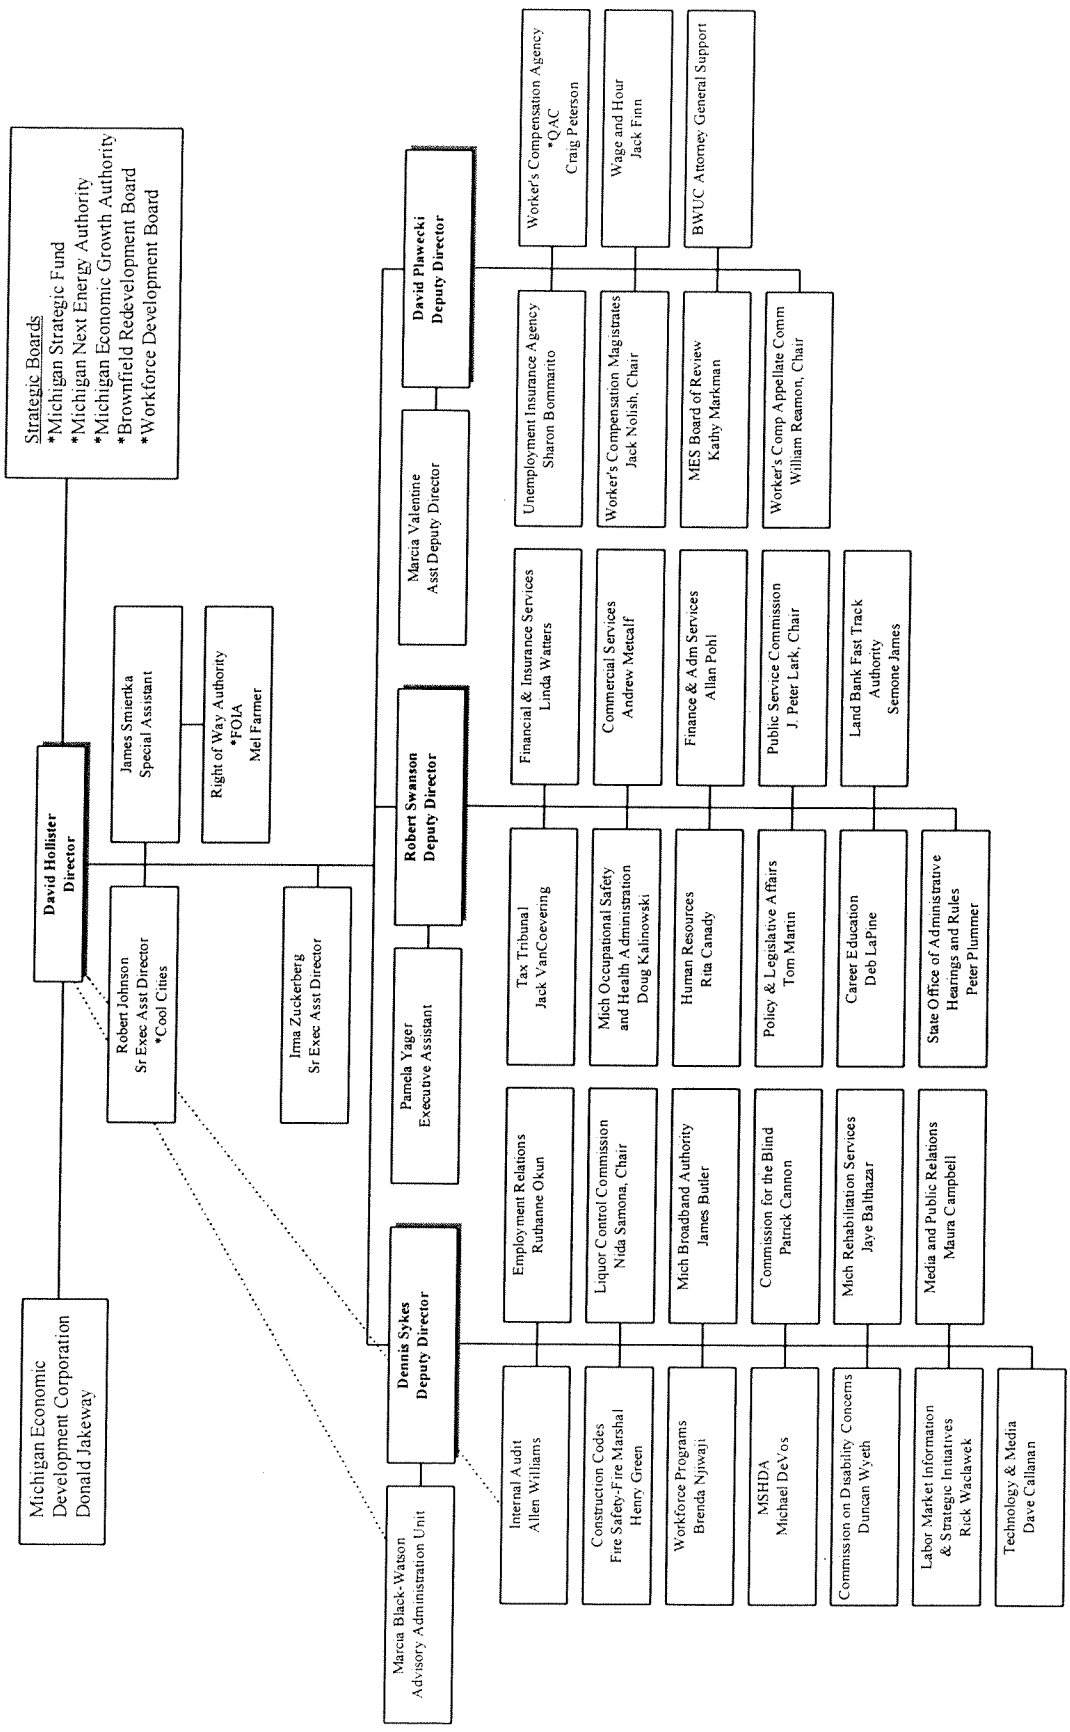 Michigan Economic
Development Corporation
Donald Jakeway
David Hollister
Director
Strategic Boards
*Michigan Strategic Fund
*Michigan Next Energy Authority
*Michigan Economic Growth Authority
*Brownfield Redevelopment Board
*Workforce Development Board
Robert Johnson
Sr Exec Asst Director
*Cool Cities
James Smiertka
Special Assistant
Right of Way Authority
*FOIA
Mel Farmer
Irma Zuckerberg
Sr Exec Asst Director
Marcia Black-Watson
Advisory Administration Unit
Dennis Sykes
Deputy Director
Pamela Yager
Executive Assistant
Robert Swanson
Deputy Director
Marcia Valentine
Asst Deputy Director
David Plawecki
Deputy Director
Internal Audit
Allen Williams
Employment Relations
Ruthanne Okun
Construction Codes
Fire Safety-Fire Marshal
Henry Green
Liquor Control Commission
Nida Samona, Chair
Workforce Programs
Brenda Njiwaji
Mich Broadband Authority
James Butler
MSHDA
Michael DeVos
Commission for the Blind
Patrick Cannon
Commission on Disability Concerns
Duncan Wyeth
Mich Rehabilitation Services
Jaye Balthazar
Labor Market Information
& Strategic Initiatives
Rick Waclawek
Media and Public Relations
Maura Campbell
Technology & Media
Dave Callanan
Tax Tribunal
Jack VanCoevering
Financial & Insurance Services
Linda Watters
Mich Occupational Safety
and Health Administration
Doug Kalinowski
Commercial Services
Andrew Metcalf
Human Resources
Rita Canady
Finance & Adm Services
Allan Pohl
Policy & Legislative Affairs
Tom Martin
Public Service Commission
J. Peter Lark, Chair
Career Education
Deb LaPine
Land Bank Fast Track
Authority
Semone James
State Office of Administrative
Hearings and Rules
Peter Plummer
Unemployment Insurance Agency
Sharon Bommarito
Worker's Compensation Agency
*QAC
Craig Peterson
Worker's Compensation Magistrates
Jack Nolish, Chair
Wage and Hour
Jack Finn
MES Board of Review
Kathy Markman
BWUC Attorney General Support
Worker's Comp Appellate Comm
William Reamon, Chair